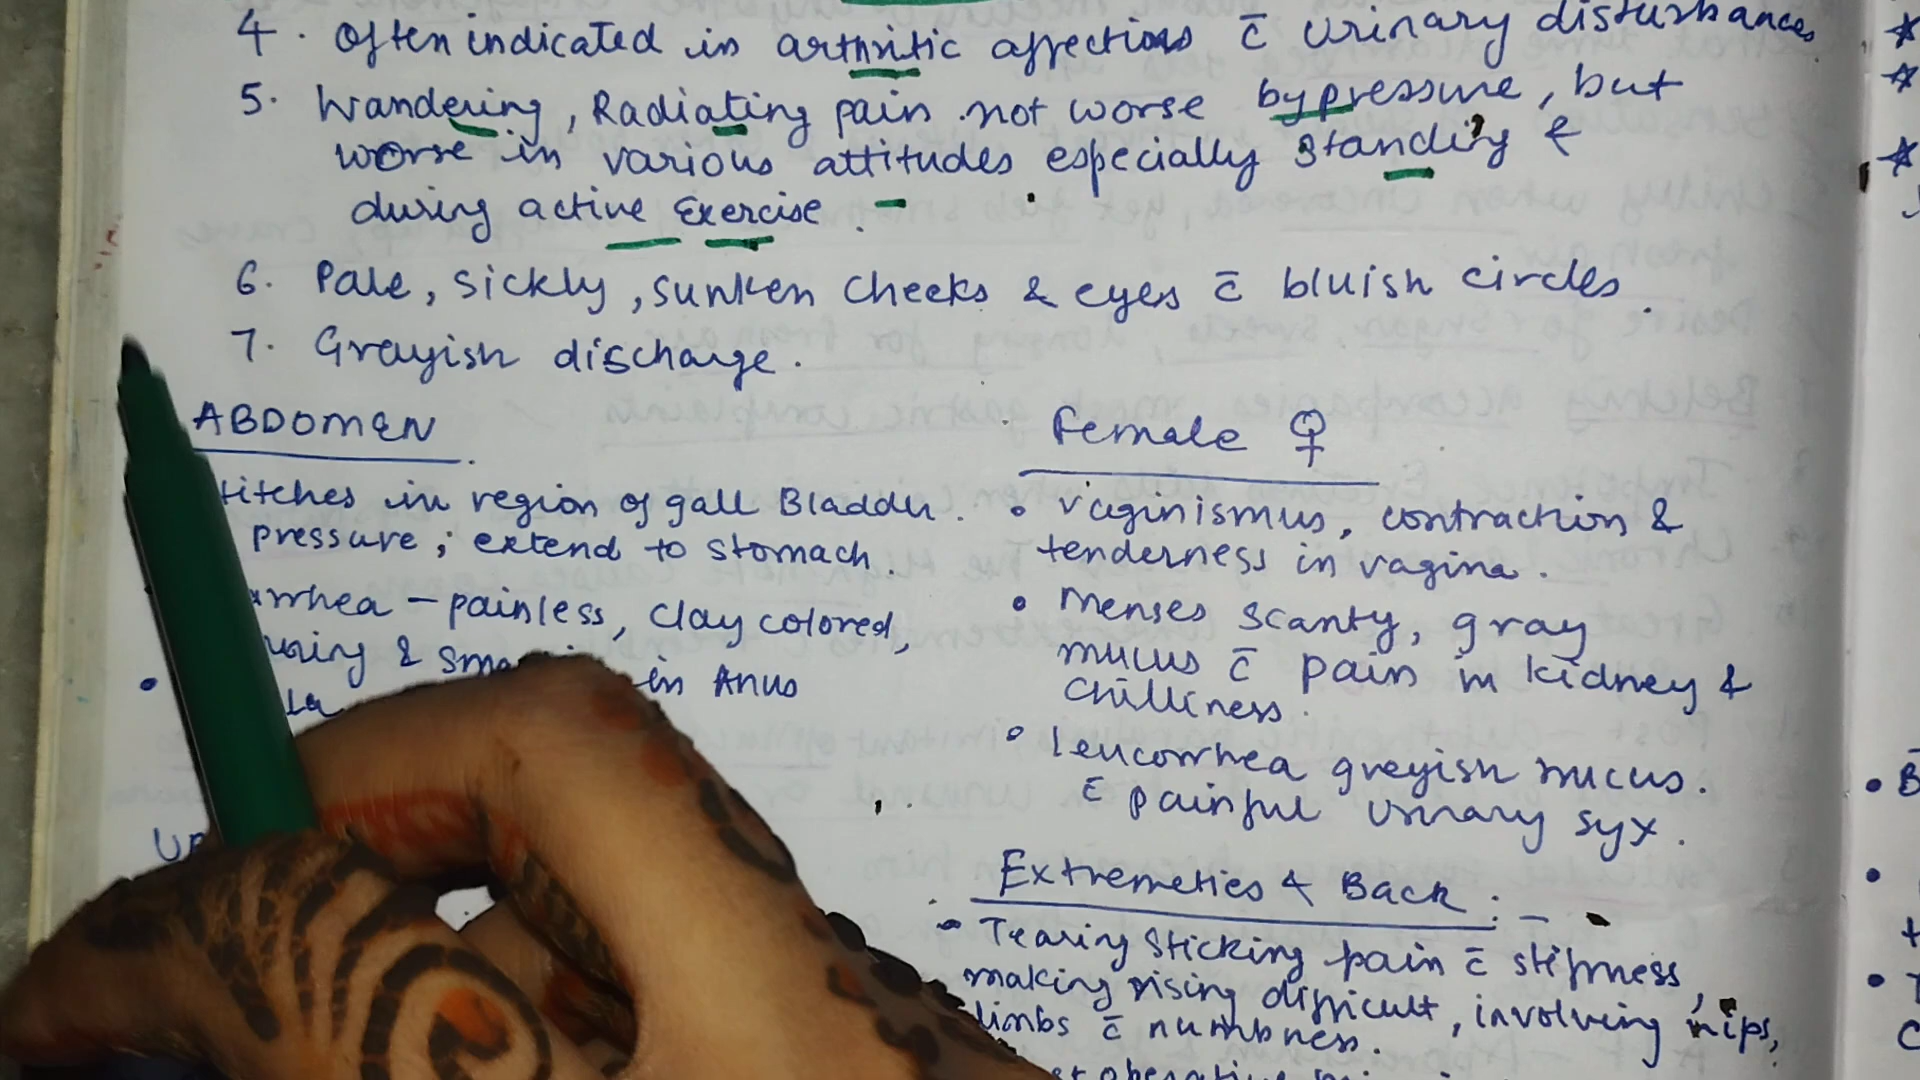 4. Often indicated in arthritic affections c̄ urinary disturbances
5. Wandering, Radiating pain not worse by pressure, but
worse in various attitudes especially standing &
during active Exercise.
6. Pale, sickly, sunken cheeks & eyes c̄ bluish circles.
7. Grayish discharge.
ABDOMEN
titches in region of gall Bladder.
pressure; extend to stomach.
arrhea – painless, clay colored,
& in Anus
Female ♀
• vaginismus, contraction &
tenderness in vagina.
• Menses scanty, gray
mucus c̄ pain in kidney &
chilliness.
• leucorrhea greyish mucus.
c̄ painful urinary syx.
Extremeties & Back :-
• Tearing sticking pain c̄ stiffness,
making rising difficult, involving hips,
limbs c̄ numbness.